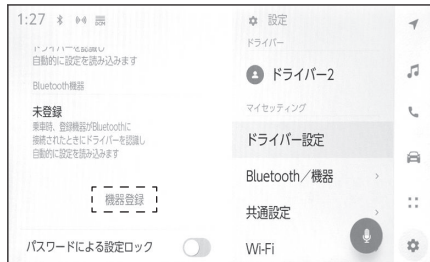 1:27
設定
ドライバーを認識し
自動的に設定を読み込みます
Bluetooth機器
未登録
乗車時、登録機器がBluetoothに
接続されたときにドライバーを認識し
自動的に設定を読み込みます
機器登録
パスワードによる設定ロック
ドライバー
ドライバー2
マイセッティング
ドライバー設定
Bluetooth／機器
共通設定
Wi-Fi